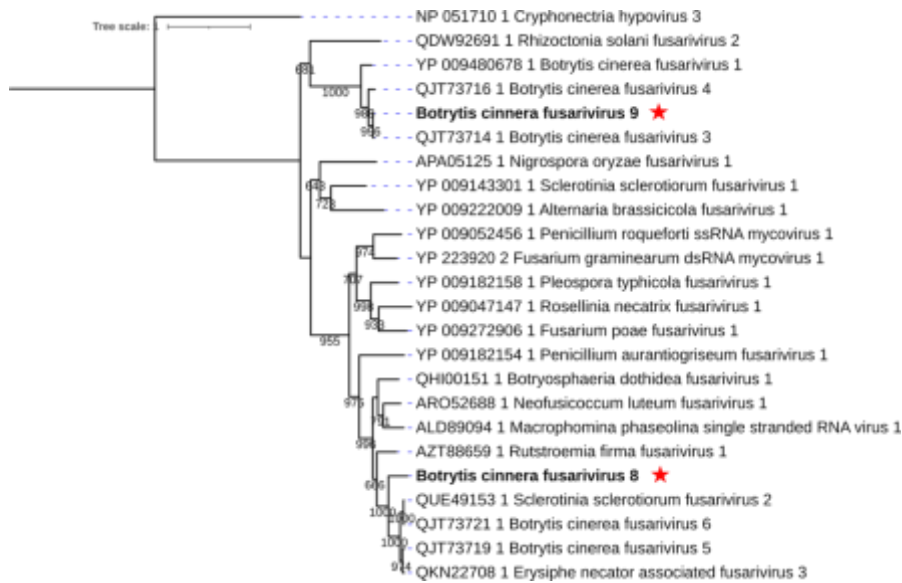 NP 051710 1 Cryphonectria hypovirus 3
Tree scale: 1
QDW92691 1 Rhizoctonia solani fusarivirus 2
681
YP 009480678 1 Botrytis cinerea fusarivirus 1
1000
QJT73716 1 Botrytis cinerea fusarivirus 4
Botrytis cinnera fusarivirus 9
QJT73714 1 Botrytis cinerea fusarivirus 3
APA05125 1 Nigrospora oryzae fusarivirus 1
YP 009143301 1 Sclerotinia sclerotiorum fusarivirus 1
YP 009222009 1 Alternaria brassicicola fusarivirus 1
YP 009052456 1 Penicillium roqueforti ssRNA mycovirus 1
974
YP 223920 2 Fusarium graminearum dsRNA mycovirus 1
YP 009182158 1 Pleospora typhicola fusarivirus 1
YP 009047147 1 Rosellinia necatrix fusarivirus 1
YP 009272906 1 Fusarium poae fusarivirus 1
955
YP 009182154 1 Penicillium aurantiogriseum fusarivirus 1
QHI00151 1 Botryosphaeria dothidea fusarivirus 1
ARO52688 1 Neofusicoccum luteum fusarivirus 1
ALD89094 1 Macrophomina phaseolina single stranded RNA virus 1
AZT88659 1 Rutstroemia firma fusarivirus 1
Botrytis cinnera fusarivirus 8
QUE49153 1 Sclerotinia sclerotiorum fusarivirus 2
1000
QJT73721 1 Botrytis cinerea fusarivirus 6
1000
QJT73719 1 Botrytis cinerea fusarivirus 5
QKN22708 1 Erysiphe necator associated fusarivirus 3